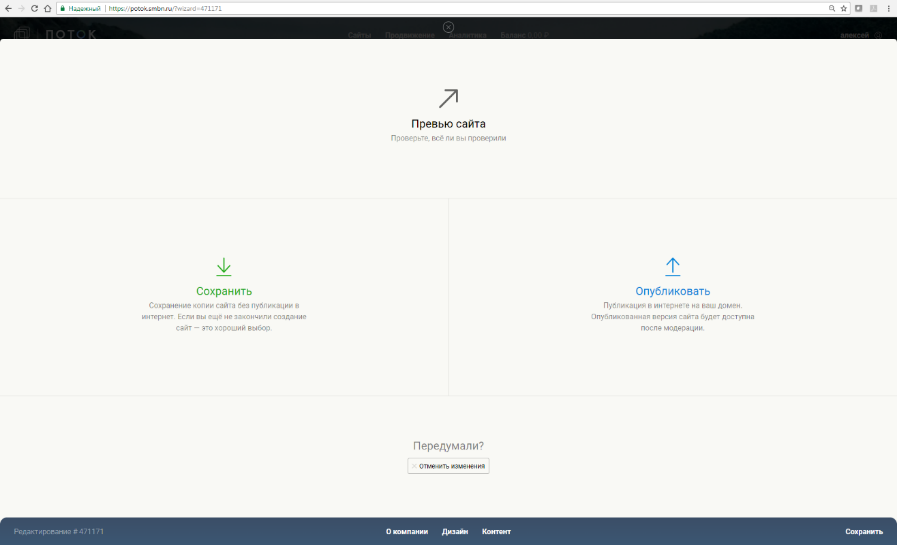 Надежный https://potok.smbn.ru/?wizard=471171
ПОТОК Сайты Продвижение Аналитика Баланс 0,00 ₽ алексей
Превью сайта
Проверьте, всё ли вы проверили
Сохранить
Сохранение копии сайта без публикации в
интернет. Если вы ещё не закончили создание
сайт — это хороший выбор.
Опубликовать
Публикация в интернете на ваш домен.
Опубликованная версия сайта будет доступна
после модерации.
Передумали?
Отменить изменения
Редактирование # 471171 О компании Дизайн Контент Сохранить